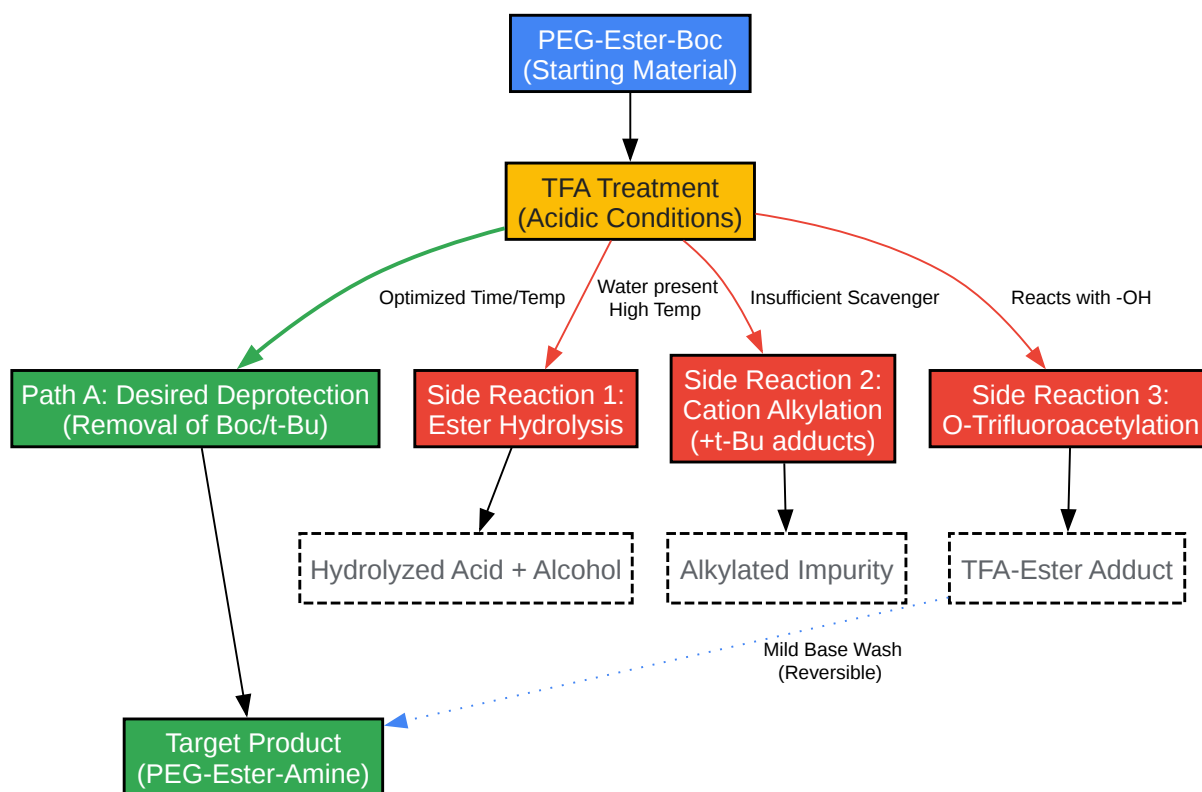 PEG-Ester-Boc
(Starting Material)
TFA Treatment
(Acidic Conditions)
Optimized Time/Temp
Water present
High Temp
Insufficient Scavenger
Reacts with -OH
Path A: Desired Deprotection
(Removal of Boc/t-Bu)
Side Reaction 1:
Ester Hydrolysis
Side Reaction 2:
Cation Alkylation
(+t-Bu adducts)
Side Reaction 3:
O-Trifluoroacetylation
Hydrolyzed Acid + Alcohol
Alkylated Impurity
TFA-Ester Adduct
Mild Base Wash
(Reversible)
Target Product
(PEG-Ester-Amine)